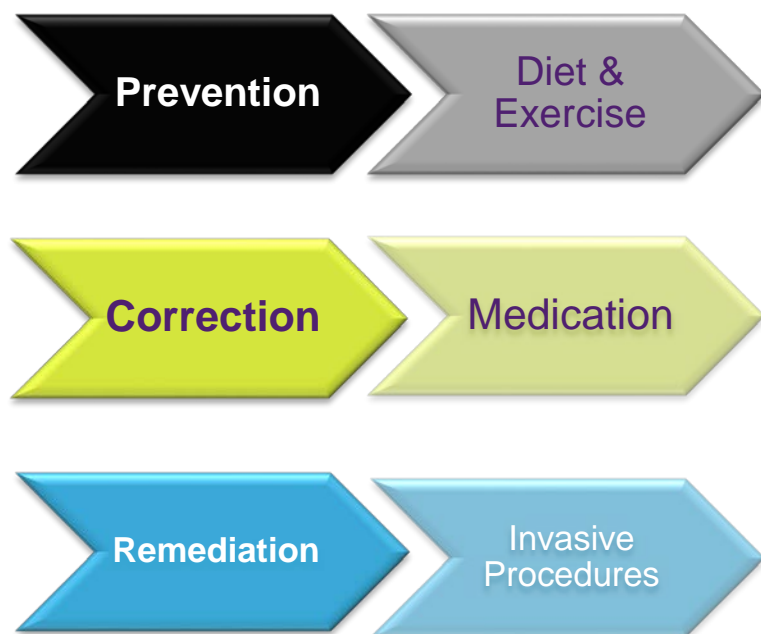 Prevention
Diet &
Exercise
Correction
Medication
Remediation
Invasive
Procedures